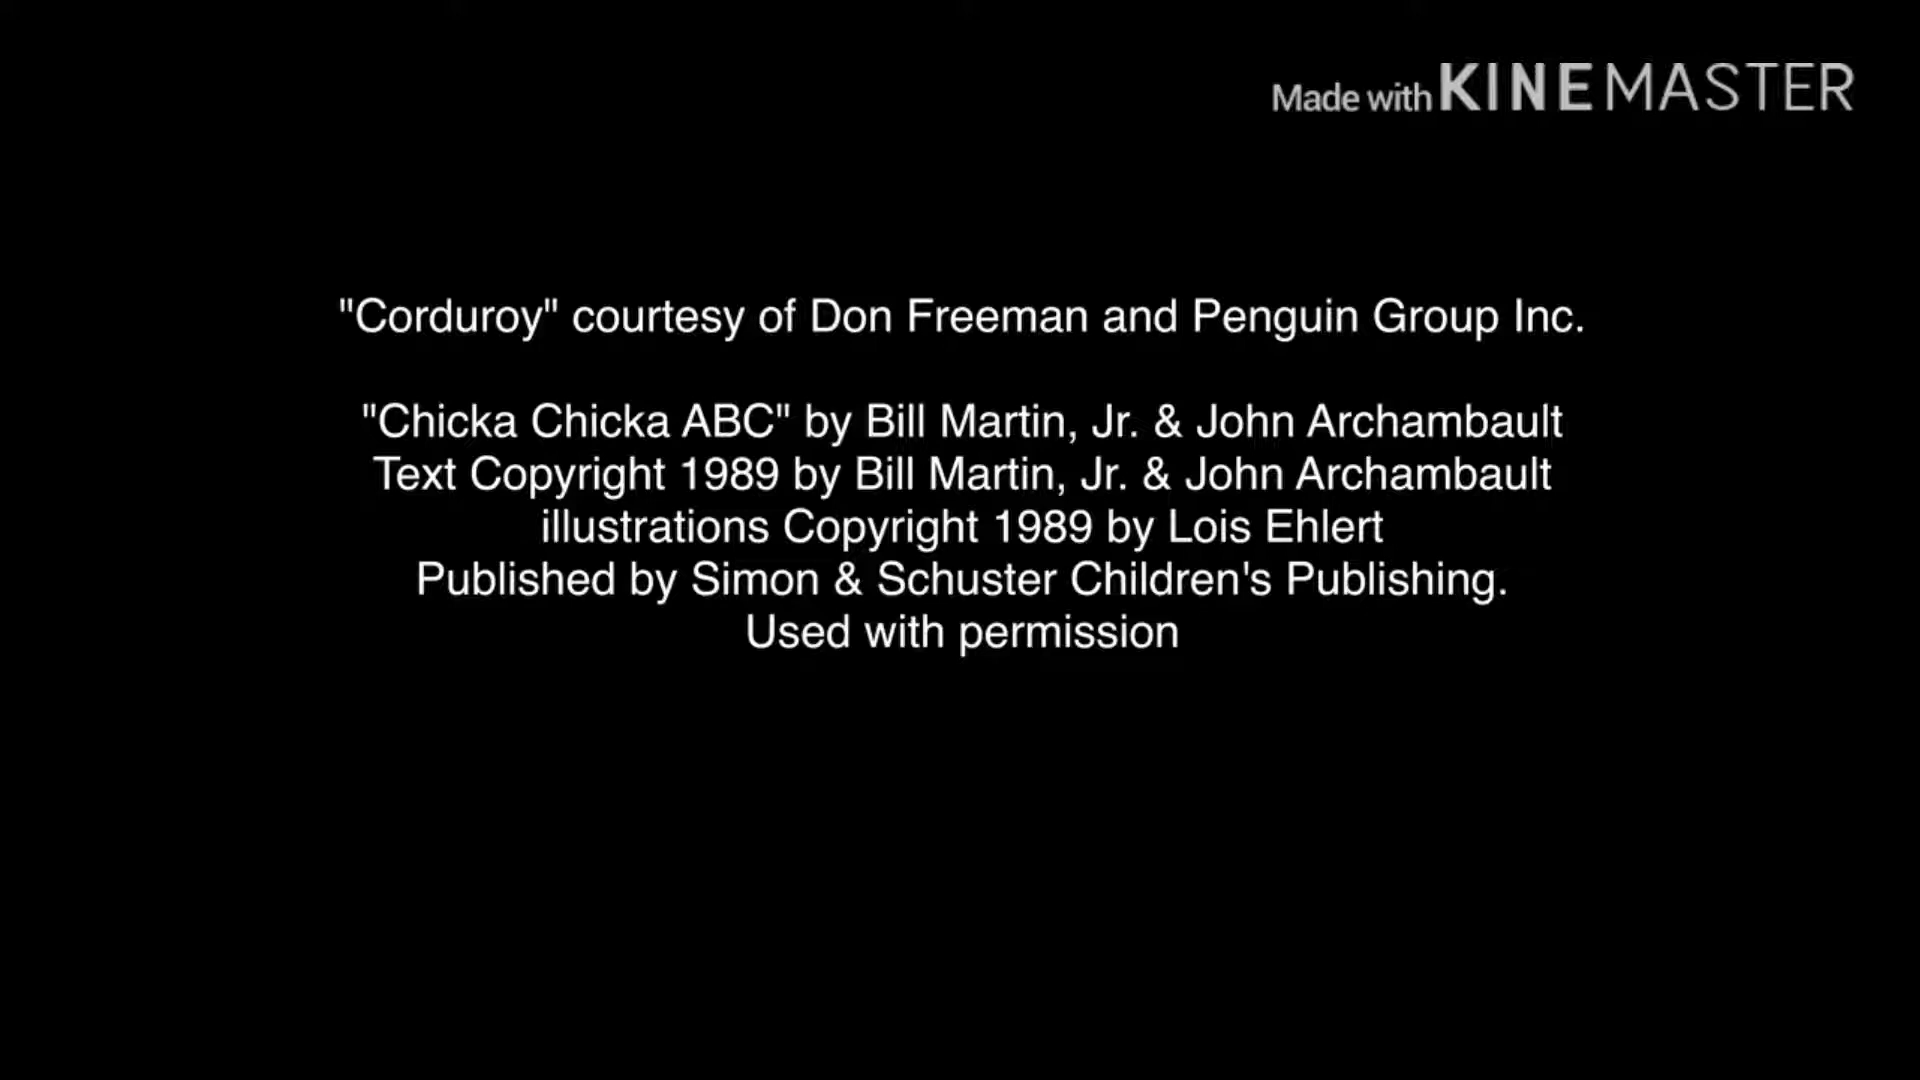 Made with KINEMASTER
"Corduroy" courtesy of Don Freeman and Penguin Group Inc.
"Chicka Chicka ABC" by Bill Martin, Jr. & John Archambault
Text Copyright 1989 by Bill Martin, Jr. & John Archambault
illustrations Copyright 1989 by Lois Ehlert
Published by Simon & Schuster Children's Publishing.
Used with permission